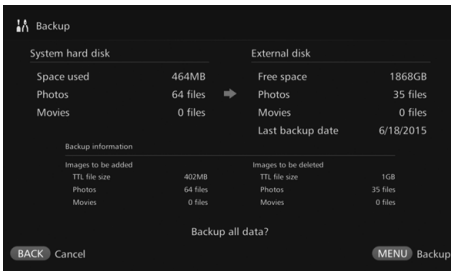 Backup
System hard disk External disk
Space used 464MB Free space 1868GB
Photos 64 files Photos 35 files
Movies 0 files Movies 0 files
Last backup date 6/18/2015
Backup information
Images to be added Images to be deleted
TTL file size 402MB TTL file size 1GB
Photos 64 files Photos 35 files
Movies 0 files Movies 0 files
Backup all data?
BACK Cancel MENU Backup